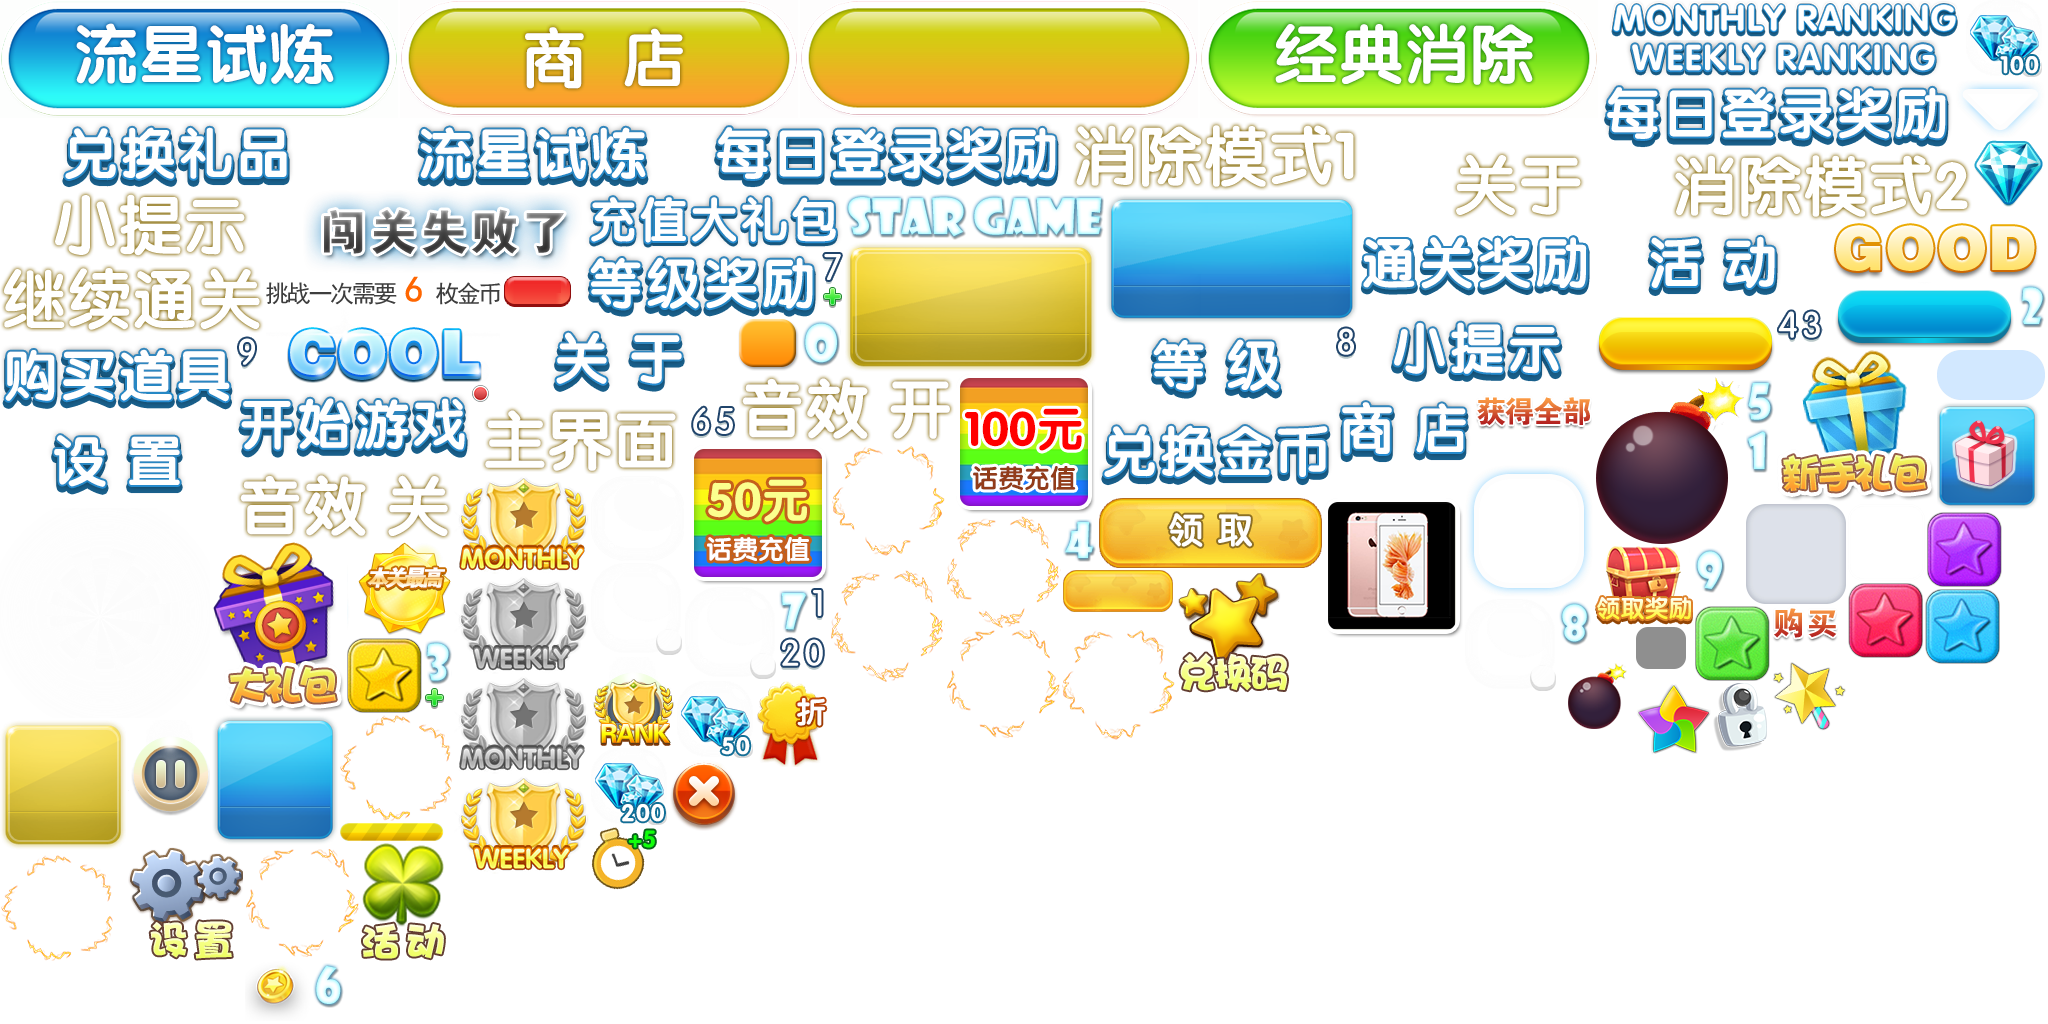 流星试炼
商 店
经典消除
MONTHLY RANKING
WEEKLY RANKING
100
每日登录奖励
兑换礼品
流星试炼
每日登录奖励
消除模式1
关于
消除模式2
小提示
闯关失败了
充值大礼包
STAR GAME
通关奖励
活 动
GOOD
继续通关
挑战一次需要 6 枚金币
等级奖励
7
+
2
43
购买道具
9
COOL
关 于
0
等 级
8
小提示
开始游戏
主界面
65
音效 开
100元
话费充值
兑换金币
商 店
获得全部
5
1
新手礼包
设 置
音效 关
MONTHLY
50元
话费充值
4
领 取
本关最高
WEEKLY
7
1
20
8
9
领取奖励
购买
大礼包
3
+
MONTHLY
RANK
50
折
兑换码
200
WEEKLY
+5
设置
活动
6